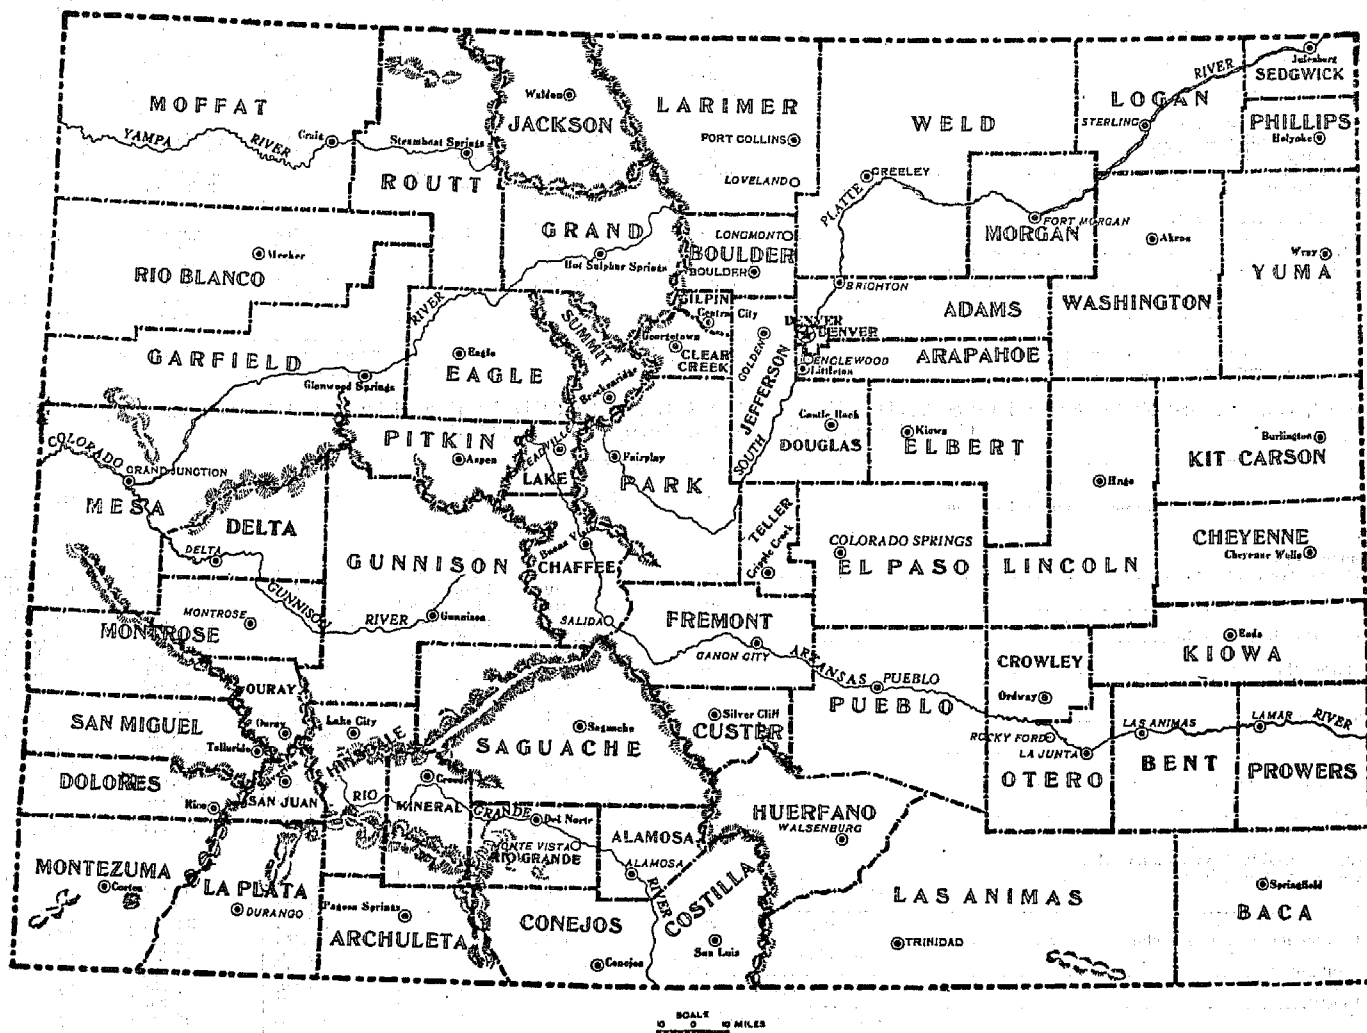 MOFFAT
YAMPA
RIVER
Craig
Steamboat Springs
ROUTT
Walden
JACKSON
LARIMER
FORT COLLINS
LOVELAND
WELD
GREELEY
PLATTE
LOGAN
RIVER
STERLING
Julesburg
SEDGWICK
PHILLIPS
Holyoke
RIO BLANCO
Meeker
GRAND
Hot Sulphur Springs
RIVER
LONGMONT
BOULDER
BOULDER
MORGAN
FORT MORGAN
Akron
WASHINGTON
Wray
YUMA
GARFIELD
Glenwood Springs
Eagle
EAGLE
SUMMIT
Breckenridge
GILPIN
Central City
Georgetown
CLEAR
CREEK
GOLDEN
JEFFERSON
BRIGHTON
ADAMS
DENVER
DENVER
ENGLEWOOD
Littleton
ARAPAHOE
COLORADO
GRAND JUNCTION
MESA
PITKIN
Aspen
LEADVILLE
LAKE
Fairplay
PARK
SOUTH
Castle Rock
DOUGLAS
Kiowa
ELBERT
Hugo
LINCOLN
Burlington
KIT CARSON
CHEYENNE
Cheyenne Wells
DELTA
DELTA
GUNNISON
GUNNISON
RIVER
Gunnison
Buena V.
CHAFFEE
SALIDA
TELLER
Cripple Creek
COLORADO SPRINGS
EL PASO
MONTROSE
MONTROSE
FREMONT
CANON CITY
ARKANSAS
PUEBLO
PUEBLO
CROWLEY
Ordway
Eads
KIOWA
OURAY
Ouray
SAN MIGUEL
Telluride
Lake City
HINSDALE
SAGUACHE
Saguache
Silver Cliff
CUSTER
ROCKY FORD
LA JUNTA
OTERO
LAS ANIMAS
BENT
LAMAR
RIVER
PROWERS
DOLORES
Rico
SAN JUAN
RIO
MINERAL
GRANDE
Del Norte
MONTE VISTA
RIO GRANDE
ALAMOSA
ALAMOSA
RIVER
HUERFANO
WALSENBURG
MONTEZUMA
Cortez
LA PLATA
DURANGO
Pagosa Springs
ARCHULETA
CONEJOS
Conejos
COSTILLA
San Luis
LAS ANIMAS
TRINIDAD
Springfield
BACA
SCALE
10 0 10 MILES